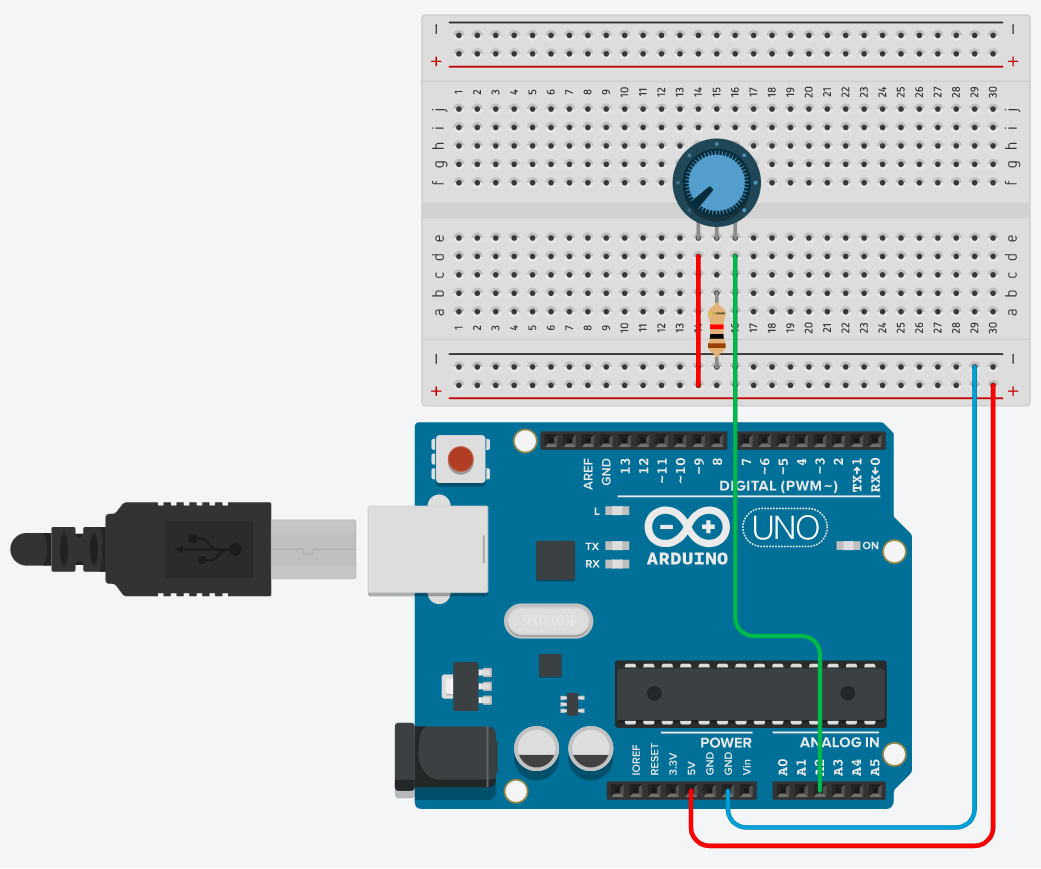 − −
+ +
1 2 3 4 5 6 7 8 9 10 11 12 13 14 15 16 17 18 19 20 21 22 23 24 25 26 27 28 29 30
j j
i i
h h
g g
f f
e e
d d
c c
b b
a a
1 2 3 4 5 6 7 8 9 10 11 12 13 15 17 18 19 20 21 22 23 24 25 26 27 28 29 30
− −
+ +
AREF GND 13 12 ~11 ~10 ~9 8 7 ~6 ~5 4 ~3 2 TX→1 RX←0
DIGITAL (PWM~)
L
UNO
TX ON
RX ARDUINO
SPK16.000G
POWER ANALOG IN
IOREF RESET 3.3V 5V GND GND Vin A0 A1 A2 A3 A4 A5